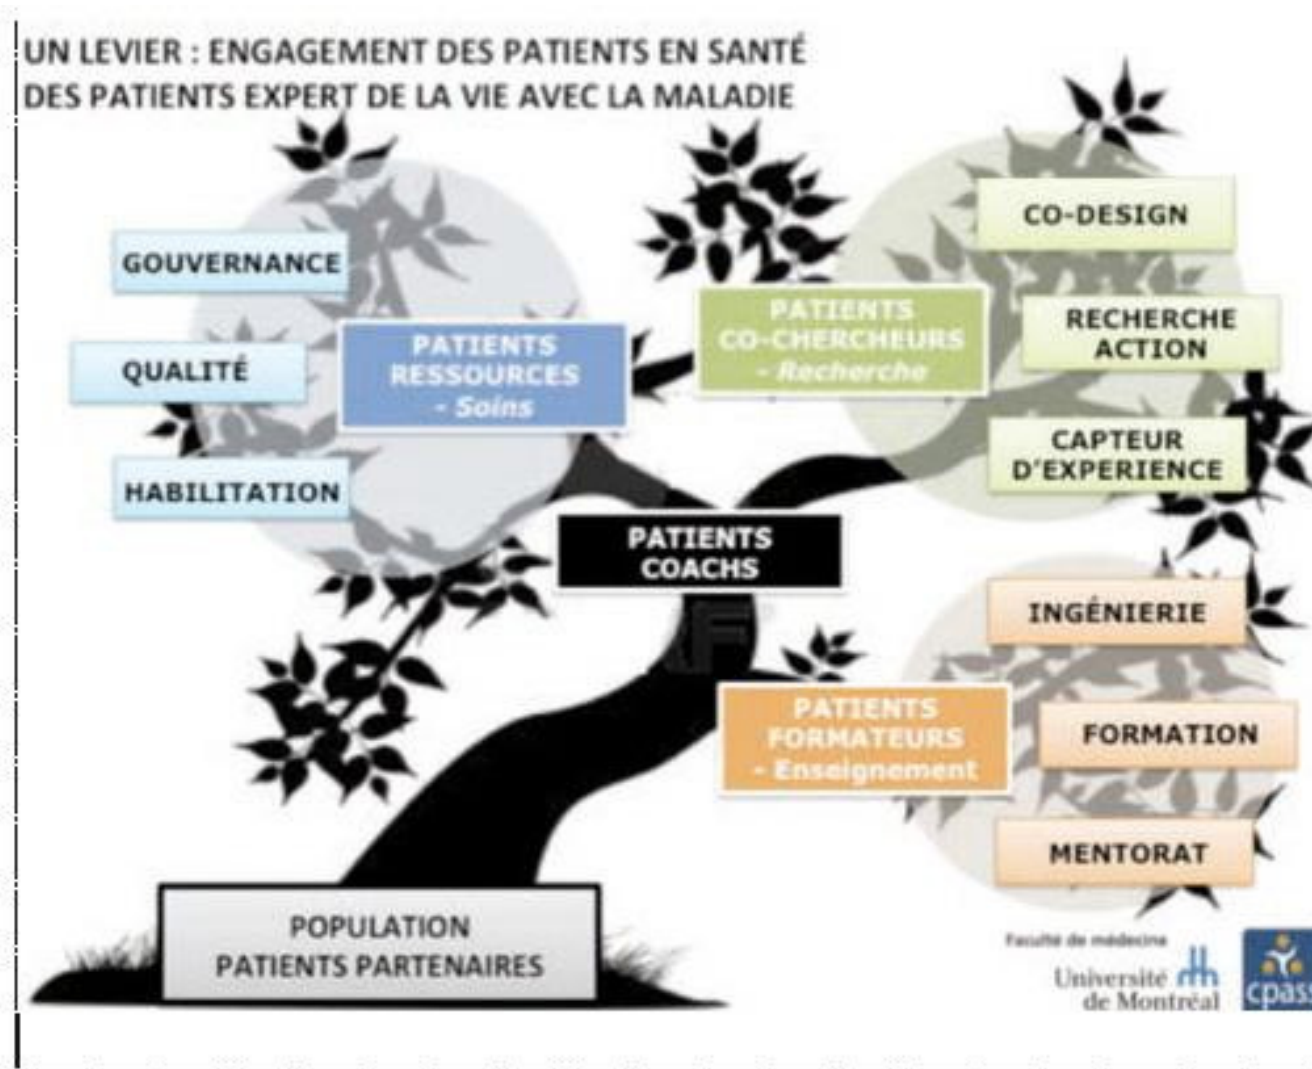 UN LEVIER : ENGAGEMENT DES PATIENTS EN SANTÉ
DES PATIENTS EXPERT DE LA VIE AVEC LA MALADIE
GOUVERNANCE
QUALITÉ
HABILITATION
PATIENTS
RESSOURCES
- Soins
PATIENTS
CO-CHERCHEURS
- Recherche
CO-DESIGN
RECHERCHE
ACTION
CAPTEUR
D'EXPERIENCE
PATIENTS
COACHS
INGÉNIERIE
PATIENTS
FORMATEURS
- Enseignement
FORMATION
MENTORAT
POPULATION
PATIENTS PARTENAIRES
Faculté de médecine
Université
de Montréal
cpass